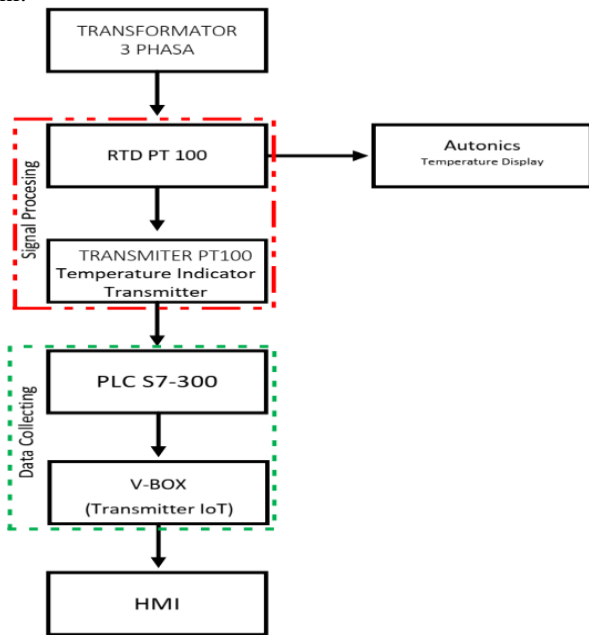 TRANSFORMATOR
3 PHASA
Signal Procesing
RTD PT 100
Autonics
Temperature Display
TRANSMITER PT100
Temperature Indicator
Transmitter
Data Collecting
PLC S7-300
V-BOX
(Transmitter IoT)
HMI